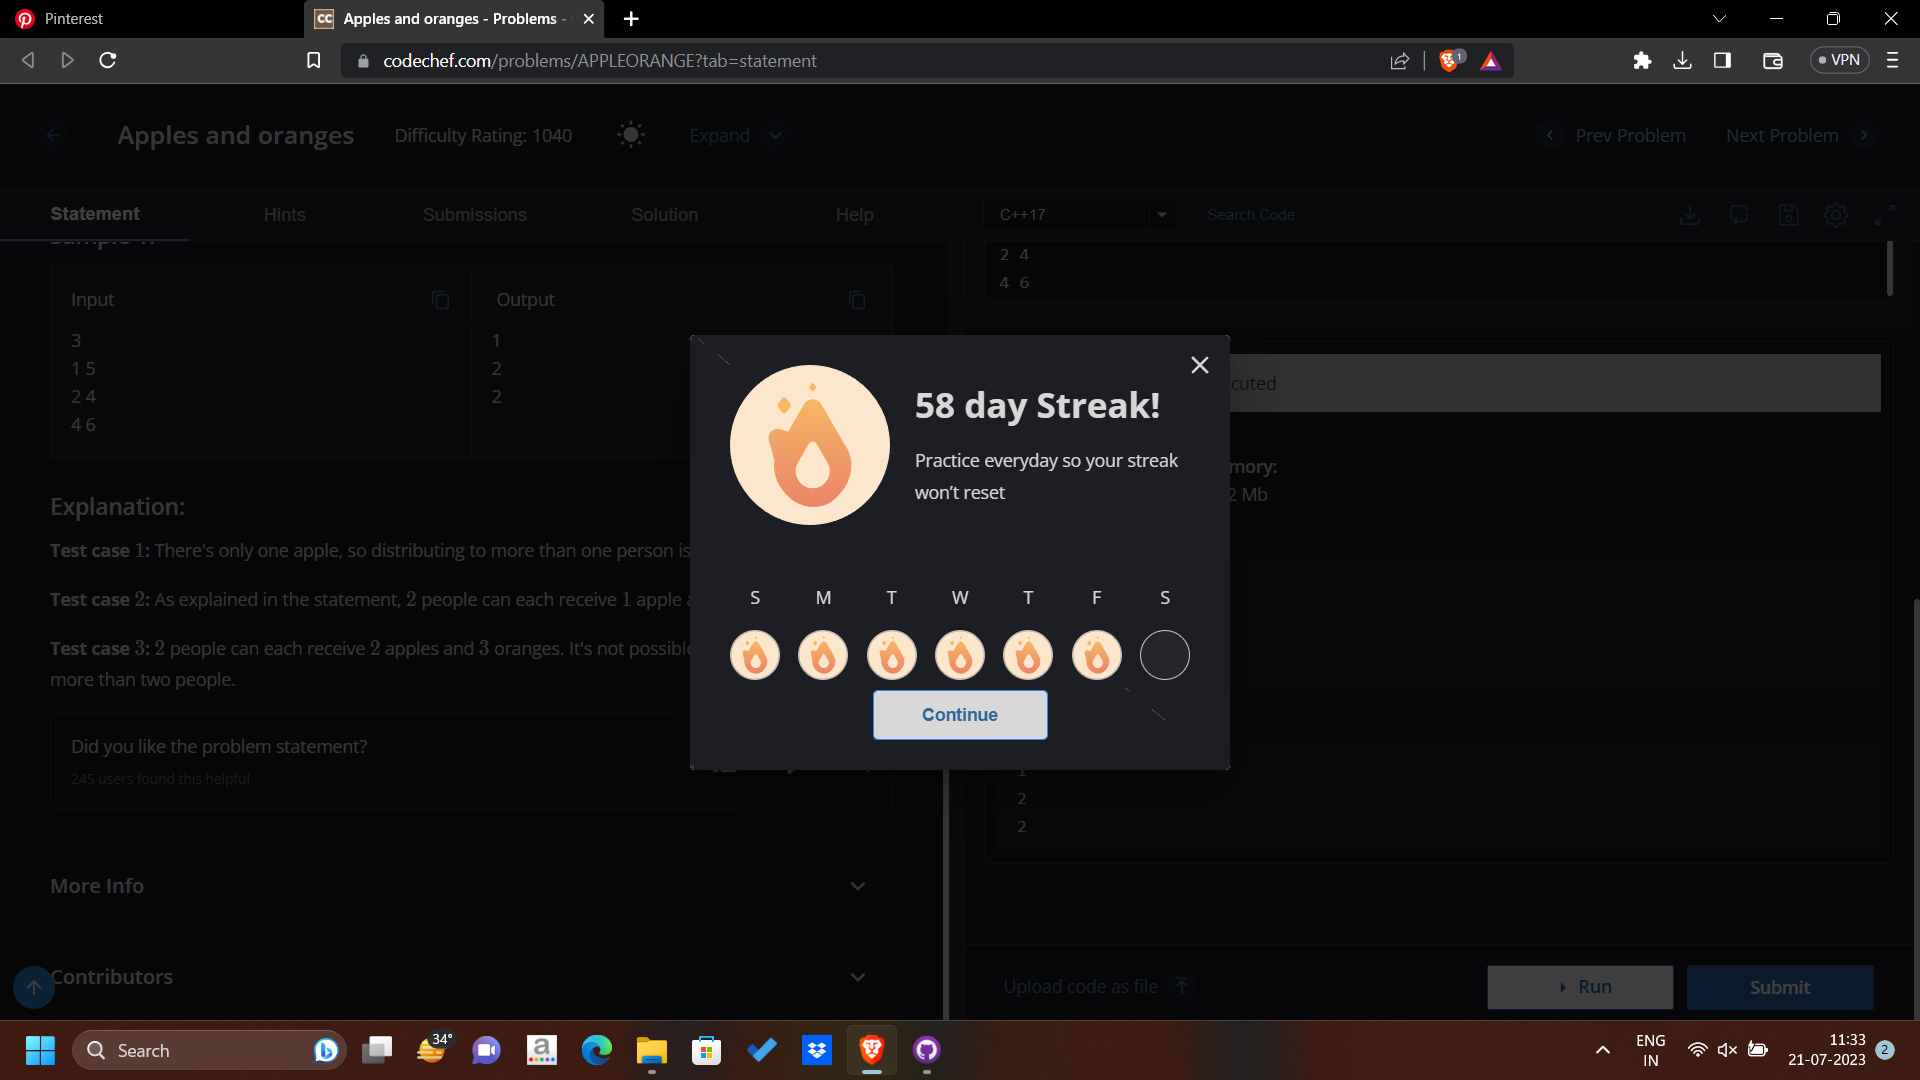 Pinterest
Apples and oranges - Problems -
codechef.com/problems/APPLEORANGE?tab=statement
1
VPN
Apples and oranges
Difficulty Rating: 1040
Expand
Prev Problem
Next Problem
Statement
Hints
Submissions
Solution
Help
C++17
Search Code
Sample 1:
Input
Output
3
1 5
2 4
4 6
1
2
2
Explanation:
Test case 1: There's only one apple, so distributing to more than one person is
Test case 2: As explained in the statement, 2 people can each receive 1 apple
Test case 3: 2 people can each receive 2 apples and 3 oranges. It's not possible
more than two people.
Did you like the problem statement?
245 users found this helpful
More Info
Contributors
2 4
4 6
cuted
mory:
2 Mb
1
2
2
58 day Streak!
Practice everyday so your streak
won't reset
S M T W T F S
Continue
Upload code as file
Run
Submit
Search
34°
ENG
IN
11:33
21-07-2023
2